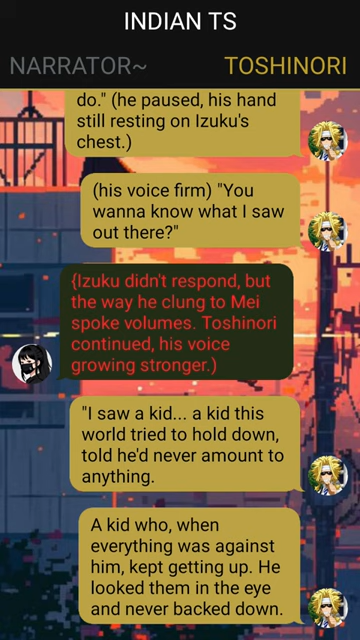 INDIAN TS
NARRATOR~ TOSHINORI
do." (he paused, his hand
still resting on Izuku's
chest.)
(his voice firm) "You
wanna know what I saw
out there?"
{Izuku didn't respond, but
the way he clung to Mei
spoke volumes. Toshinori
continued, his voice
growing stronger.)
"I saw a kid... a kid this
world tried to hold down,
told he'd never amount to
anything.
A kid who, when
everything was against
him, kept getting up. He
looked them in the eye
and never backed down.